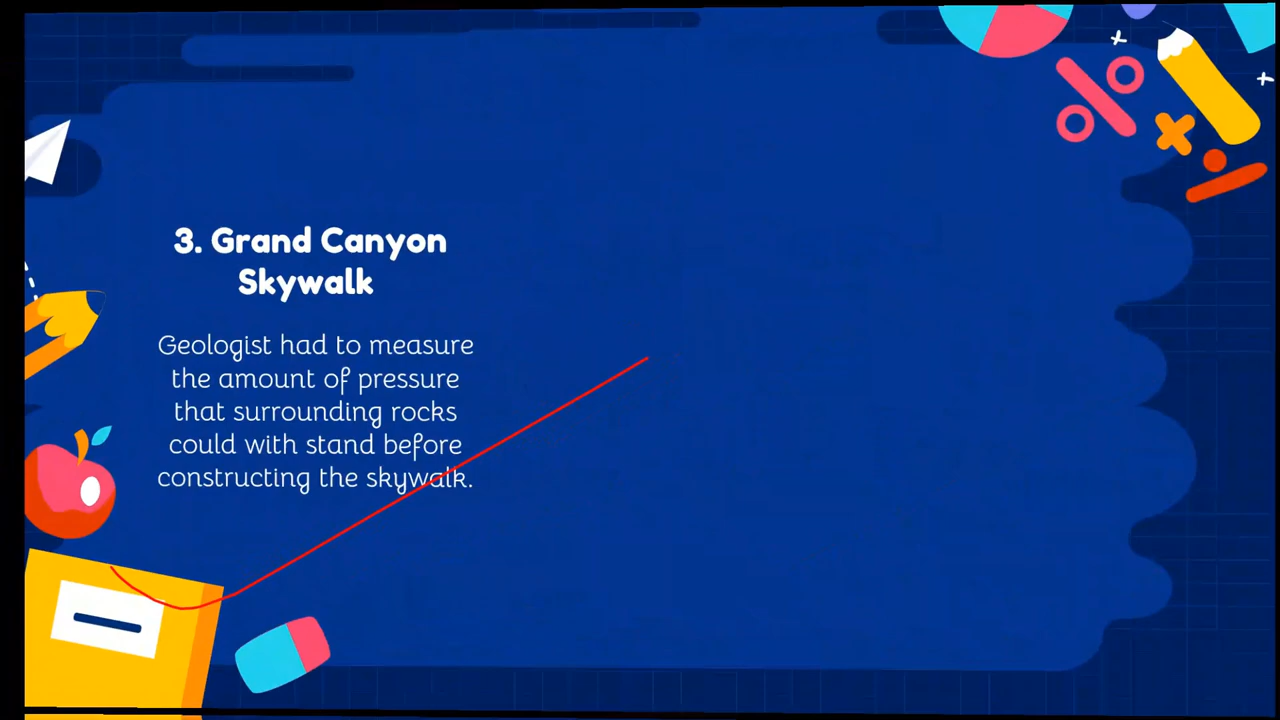 3. Grand Canyon
Skywalk
Geologist had to measure
the amount of pressure
that surrounding rocks
could with stand before
constructing the skywalk.